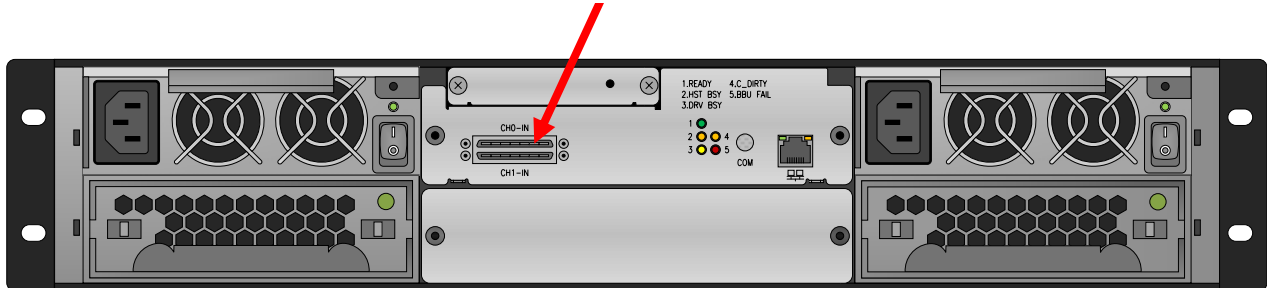 1.READY 4.C_DIRTY
2.HST BSY 5.BBU FAIL
3.DRV BSY
CH0-IN
1
2 4
3 5
COM
CH1-IN